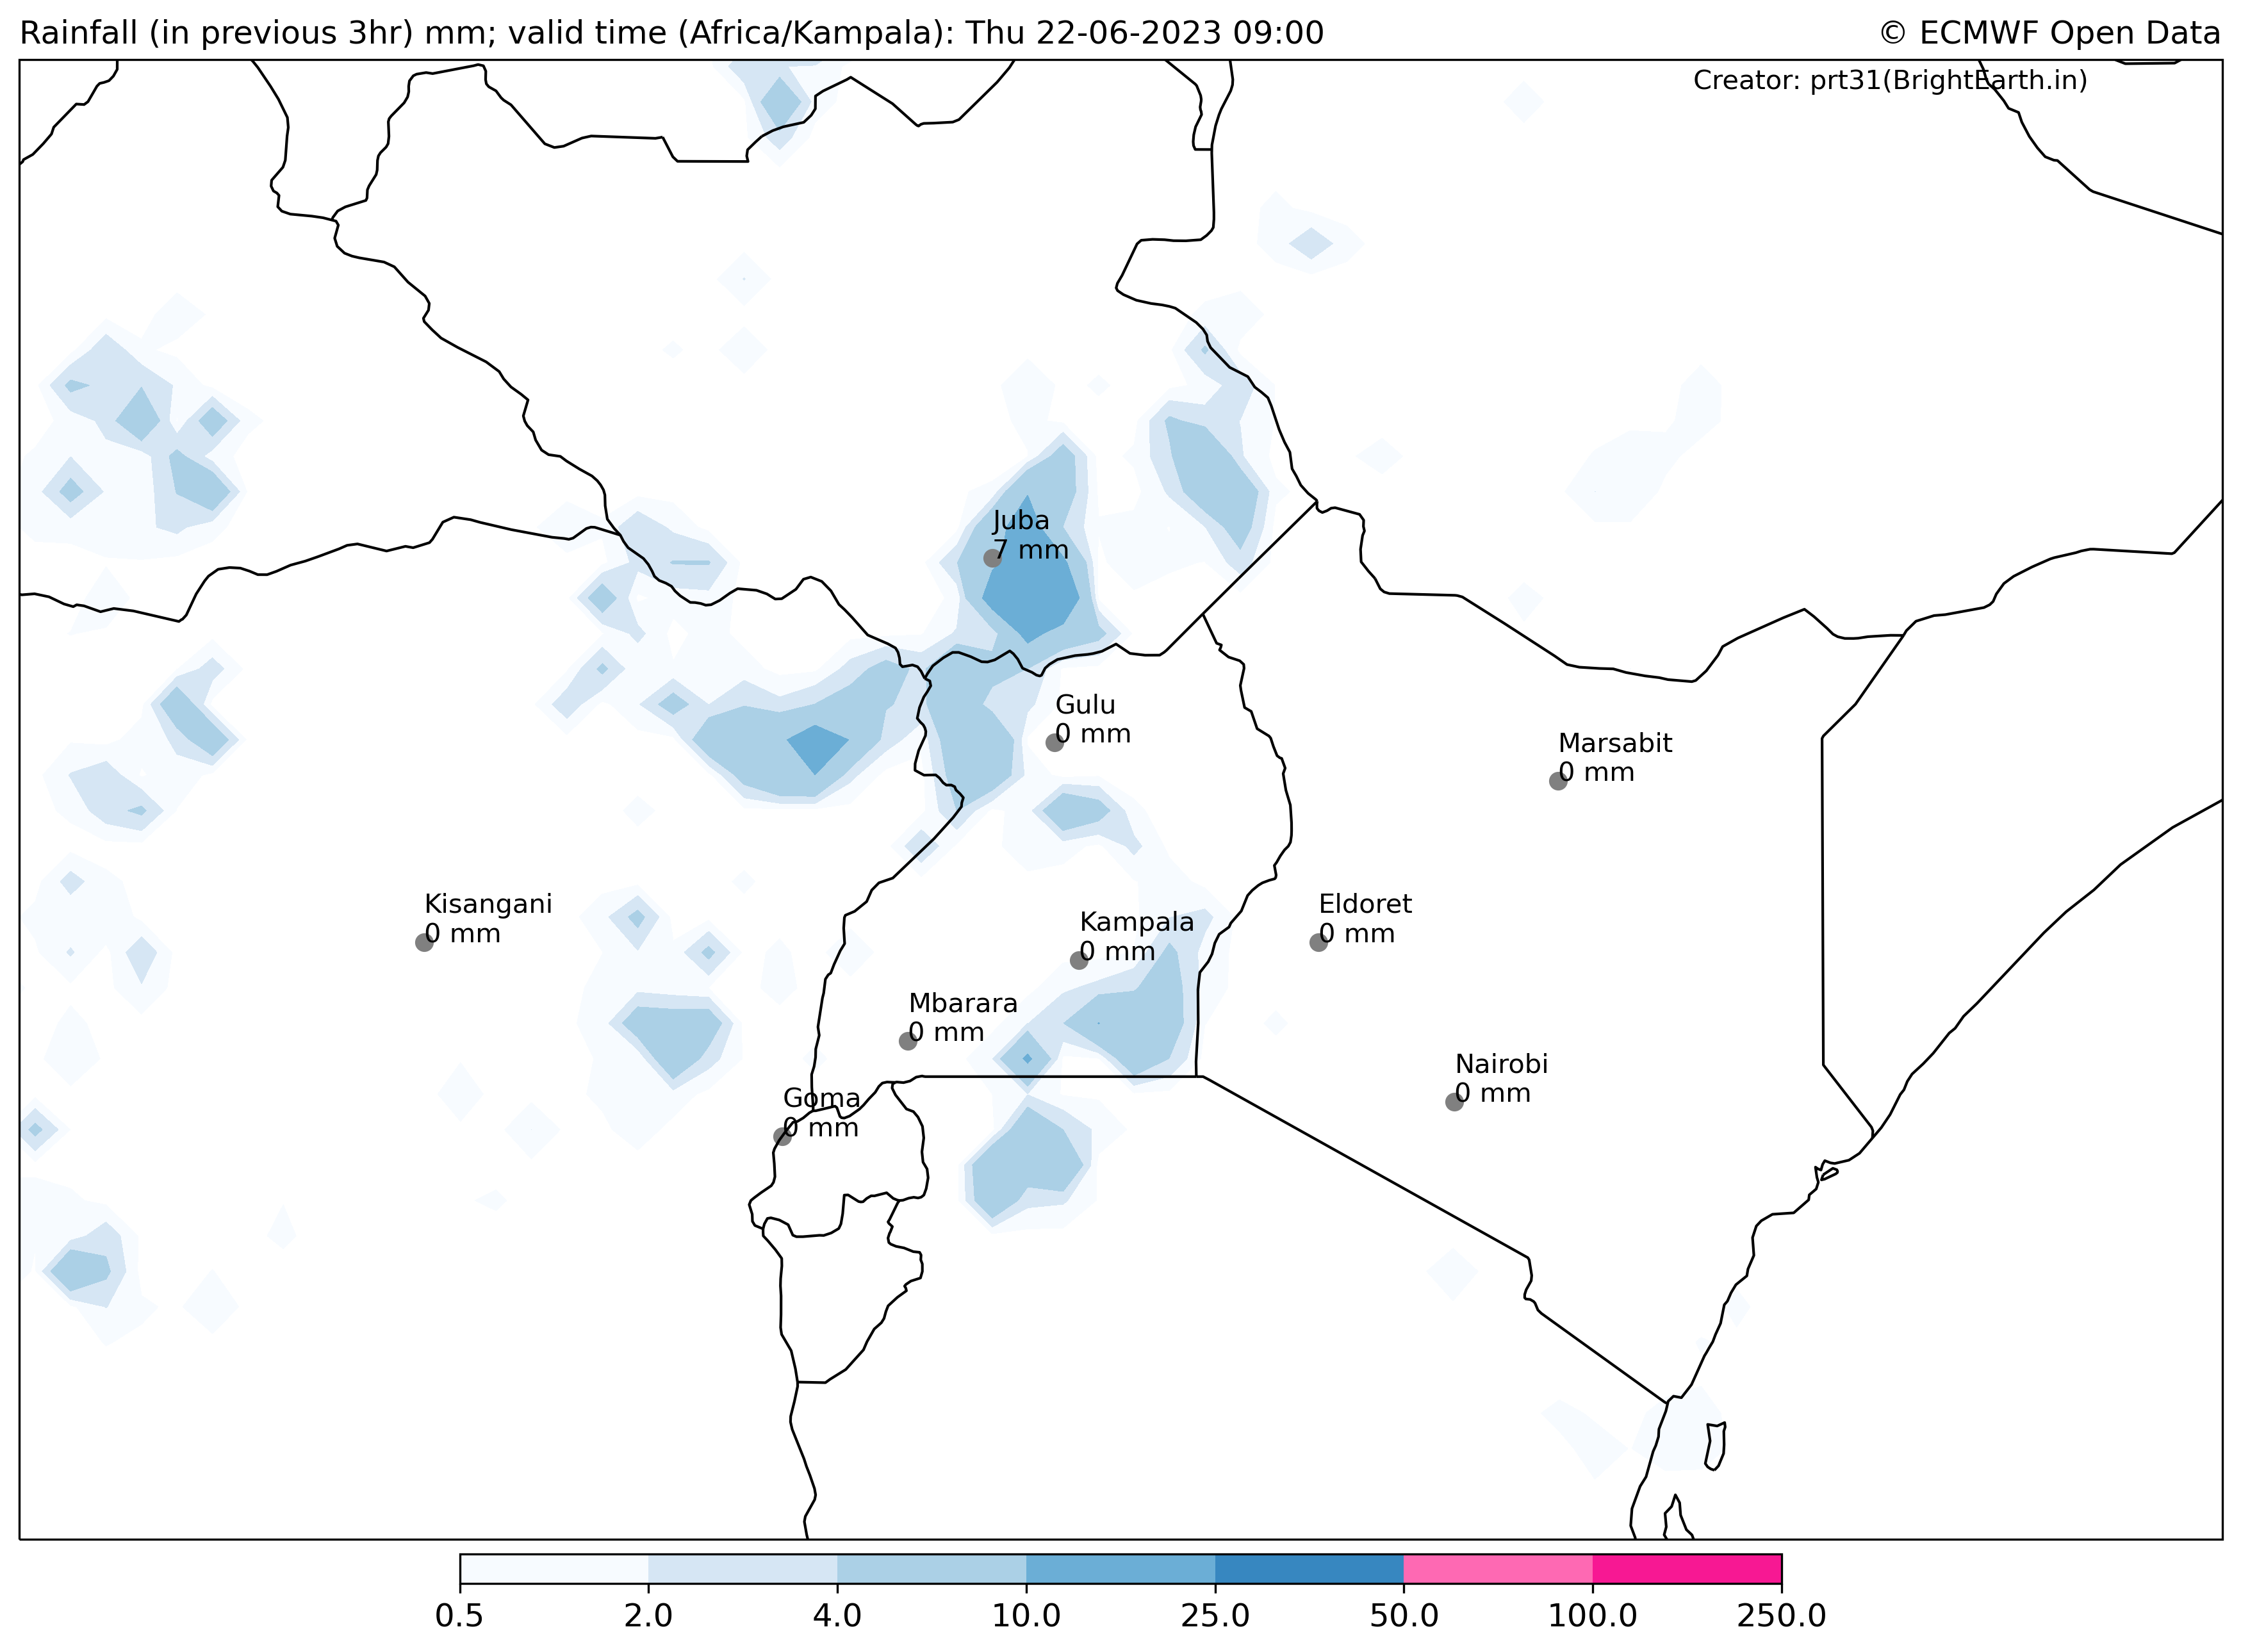 Rainfall (in previous 3hr) mm; valid time (Africa/Kampala): Thu 22-06-2023 09:00
© ECMWF Open Data
Creator: prt31(BrightEarth.in)
Juba
7 mm
Gulu
0 mm
Marsabit
0 mm
Kisangani
0 mm
Kampala
0 mm
Eldoret
0 mm
Mbarara
0 mm
Nairobi
0 mm
Goma
0 mm
0.5 2.0 4.0 10.0 25.0 50.0 100.0 250.0